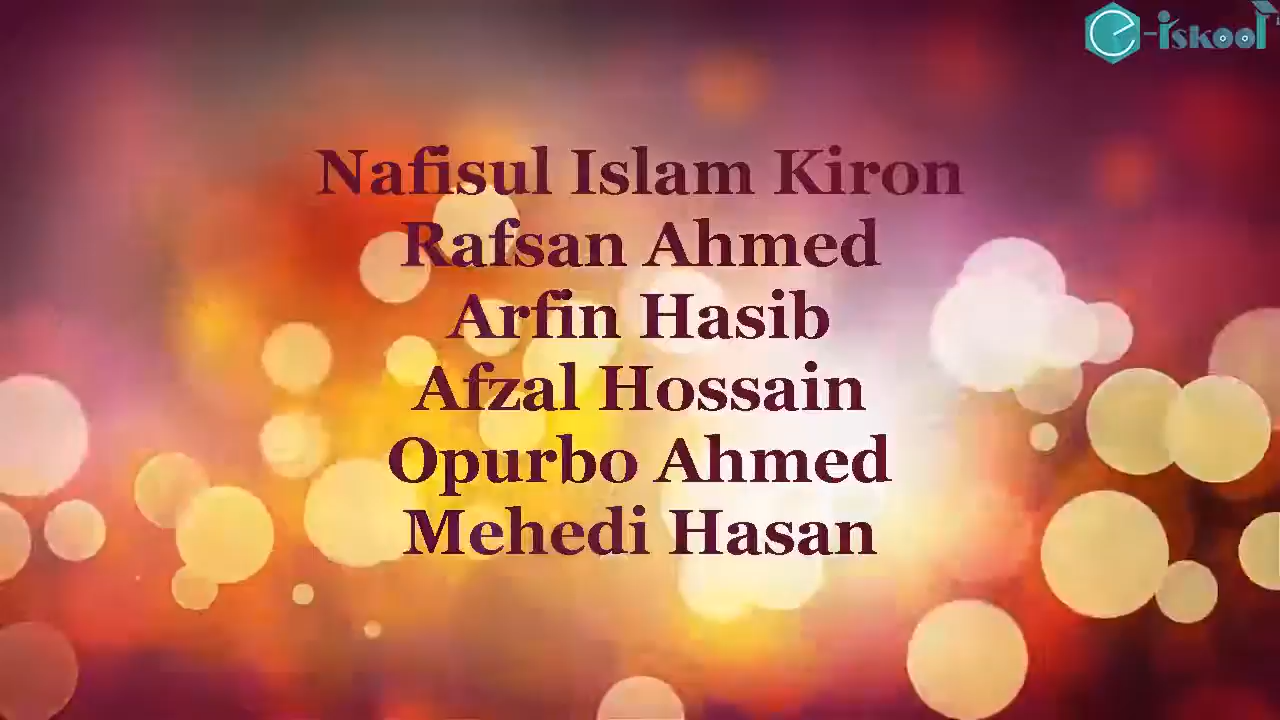 e-iskool
Nafisul Islam Kiron
Rafsan Ahmed
Arfin Hasib
Afzal Hossain
Opurbo Ahmed
Mehedi Hasan